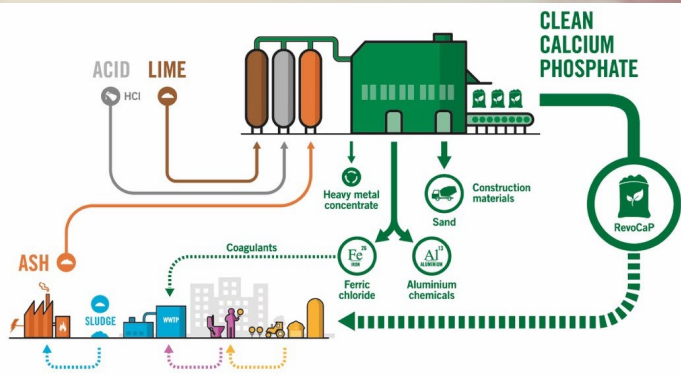 CLEAN
CALCIUM
PHOSPHATE
ACID
LIME
HCl
RevoCaP
Heavy metal
concentrate
Construction
materials
Sand
26
Fe
IRON
Ferric
chloride
13
Al
ALUMINIUM
Aluminium
chemicals
Coagulants
ASH
SLUDGE
WWTP